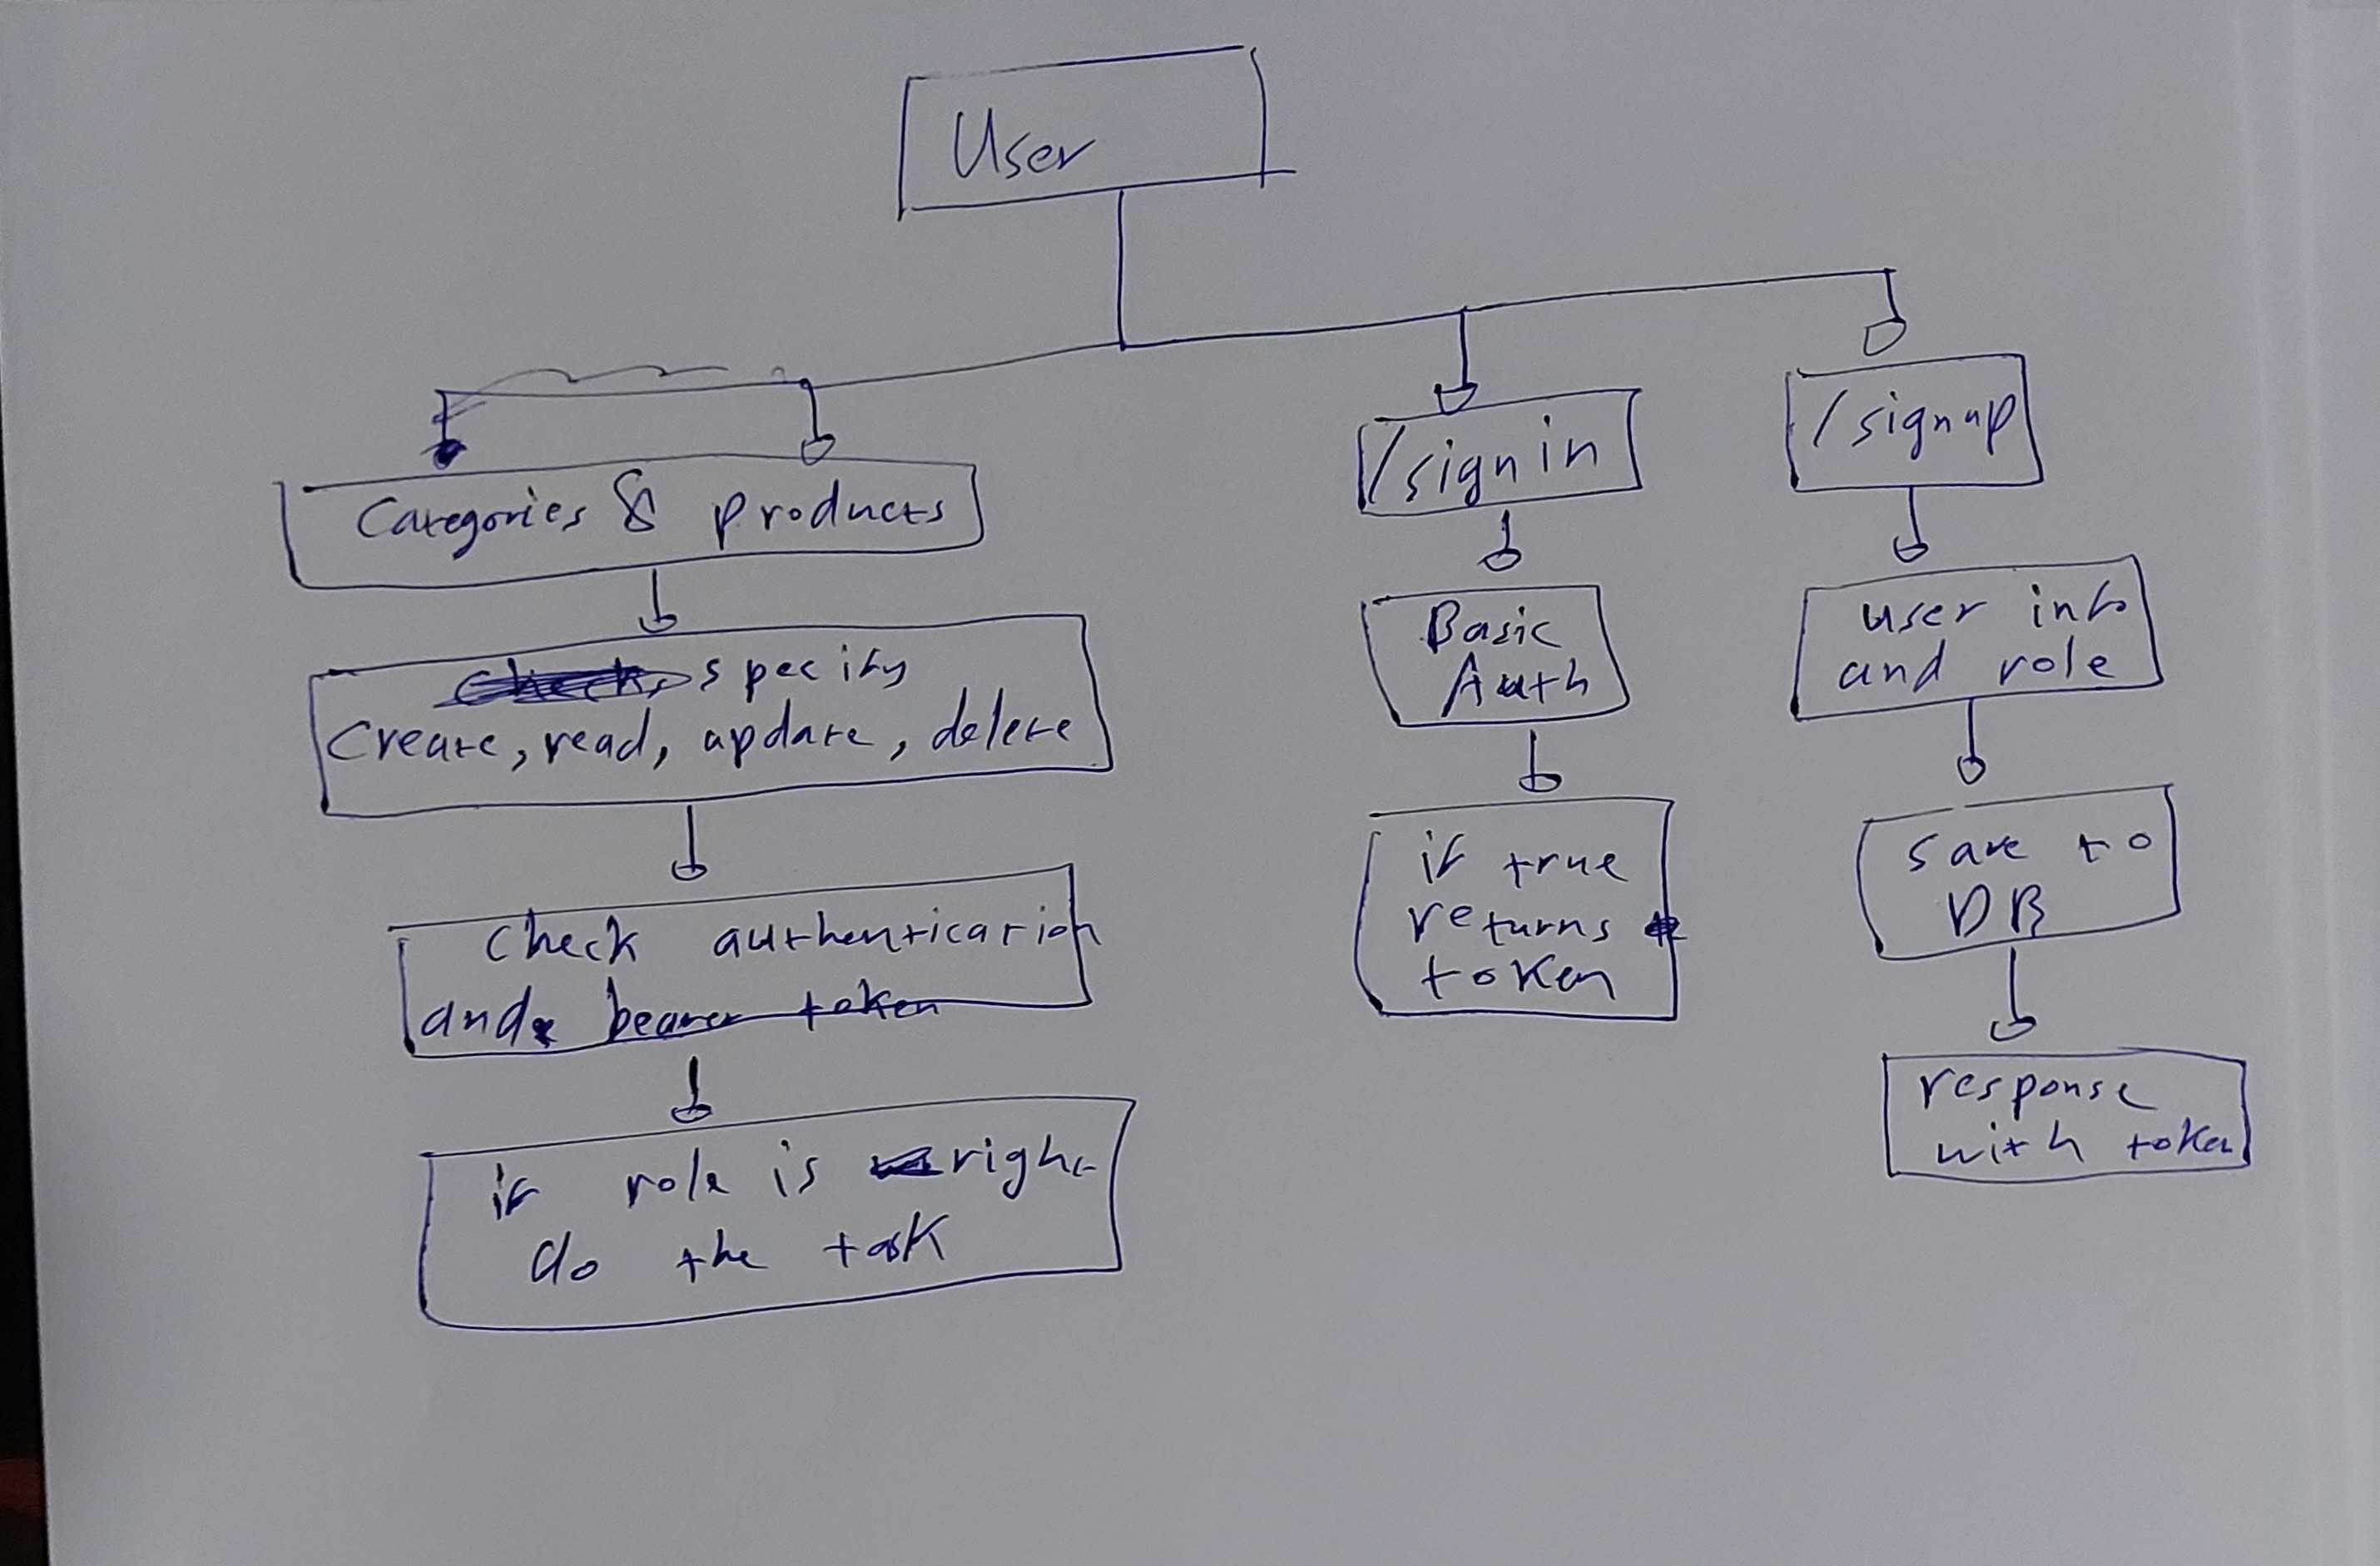 User
Categories & products
specify
create, read, update, delete
check authentication
and bearer token
if role is right
do the task
/signin
Basic
Auth
if true
returns
token
/signup
user info
and role
save to
DB
response
with token